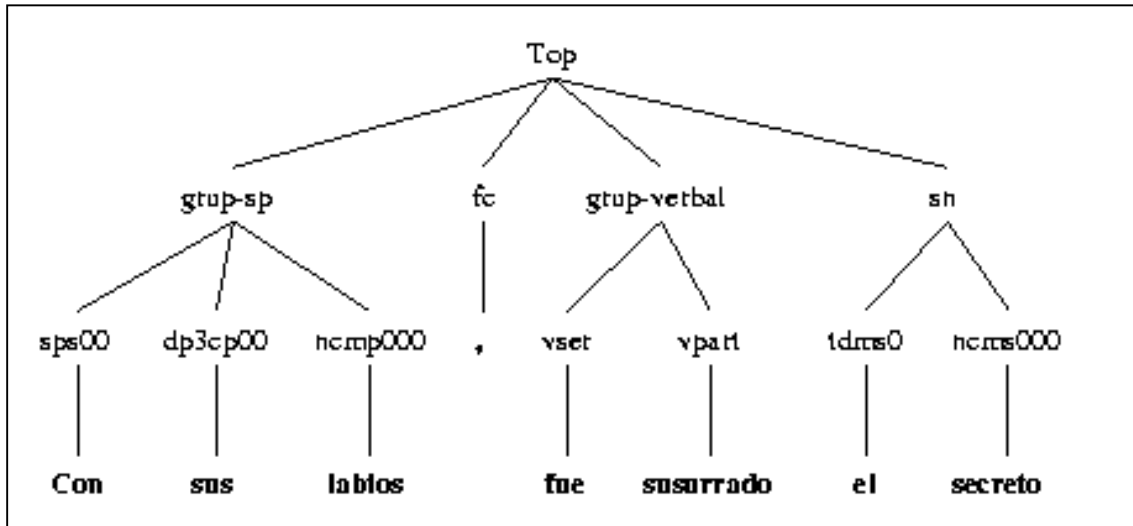 Top
grup-sp fc grup-verbal sn
sps00 dp3cp00 ncmp000 , vser vpart tdms0 ncms000
Con sus labios fue susurrado el secreto